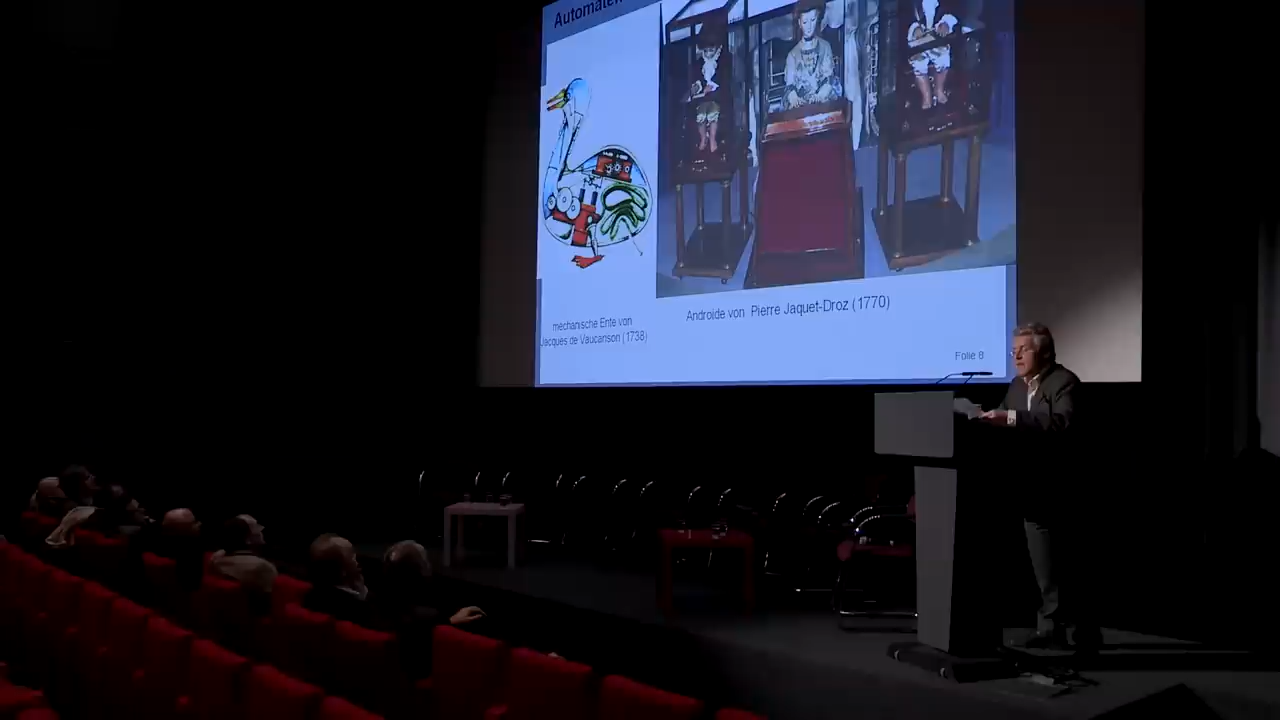 Automaten
mechanische Ente von
Jacques de Vaucanson (1738)
Androide von Pierre Jaquet-Droz (1770)
Folie 8